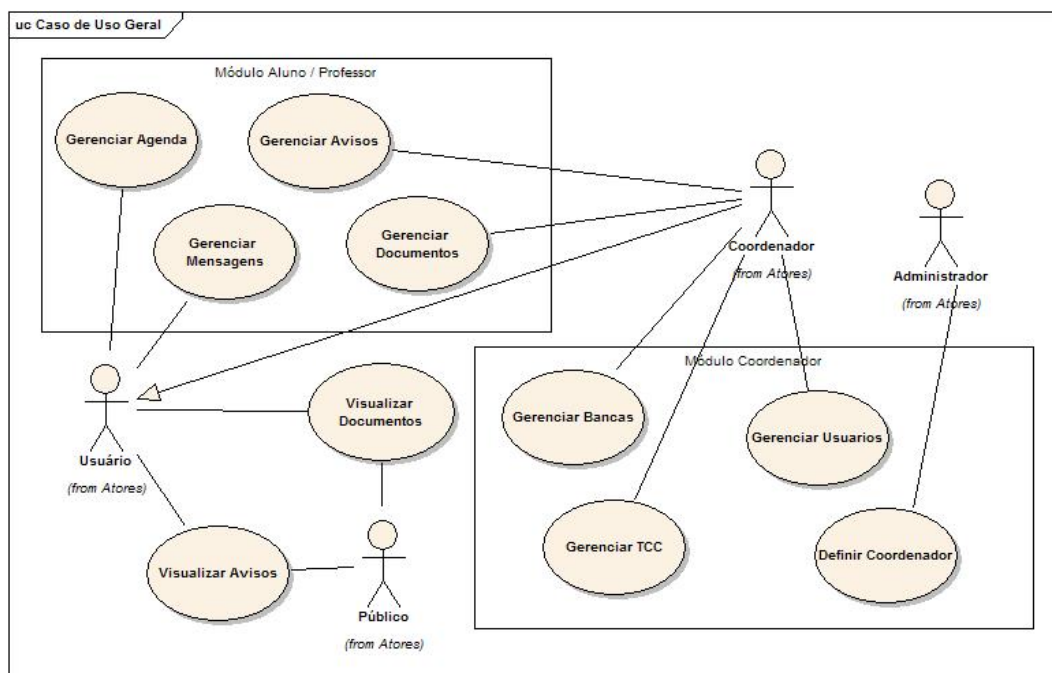 uc Caso de Uso Geral
Módulo Aluno / Professor
Gerenciar Agenda
Gerenciar Avisos
Gerenciar
Mensagens
Gerenciar
Documentos
Coordenador
(from Atores)
Administrador
(from Atores)
Módulo Coordenador
Visualizar
Documentos
Gerenciar Bancas
Gerenciar Usuarios
Usuário
(from Atores)
Gerenciar TCC
Definir Coordenador
Visualizar Avisos
Público
(from Atores)